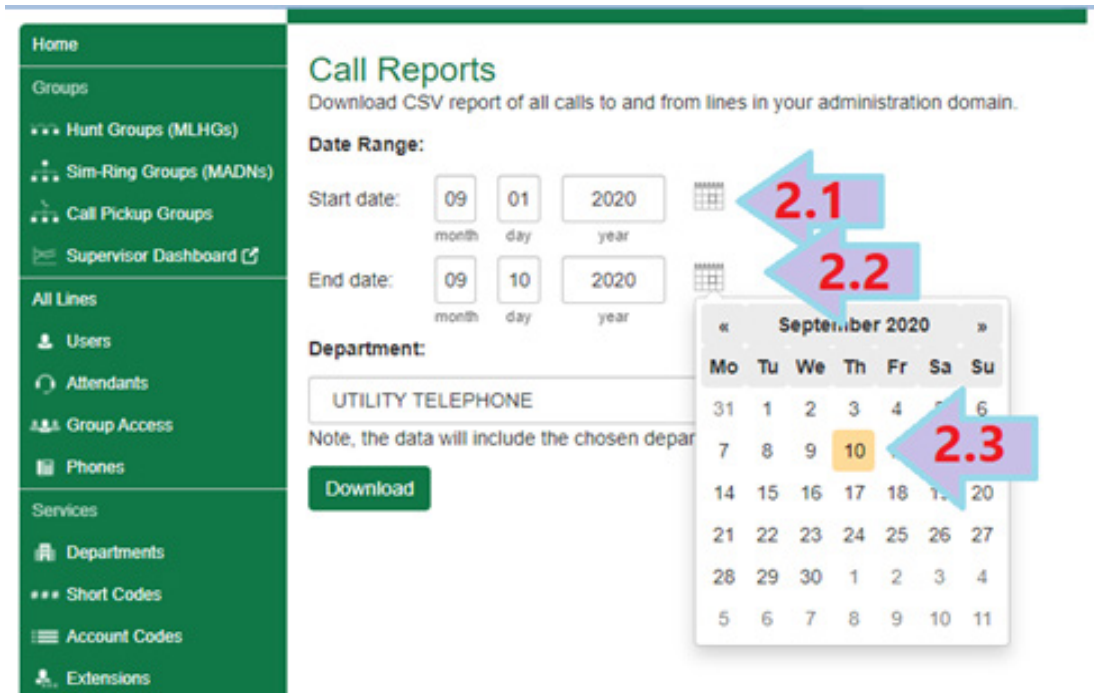 Home
Groups
Hunt Groups (MLHGs)
Sim-Ring Groups (MADNs)
Call Pickup Groups
Supervisor Dashboard
All Lines
Users
Attendants
Group Access
Phones
Services
Departments
Short Codes
Account Codes
Extensions
Call Reports
Download CSV report of all calls to and from lines in your administration domain.
Date Range:
Start date: 09 01 2020
month day year
2.1
End date: 09 10 2020
month day year
2.2
Department:
UTILITY TELEPHONE
Note, the data will include the chosen depar
Download
« September 2020 »
Mo Tu We Th Fr Sa Su
31 1 2 3 4 6
7 8 9 10
2.3
14 15 16 17 18 19 20
21 22 23 24 25 26 27
28 29 30 1 2 3 4
5 6 7 8 9 10 11